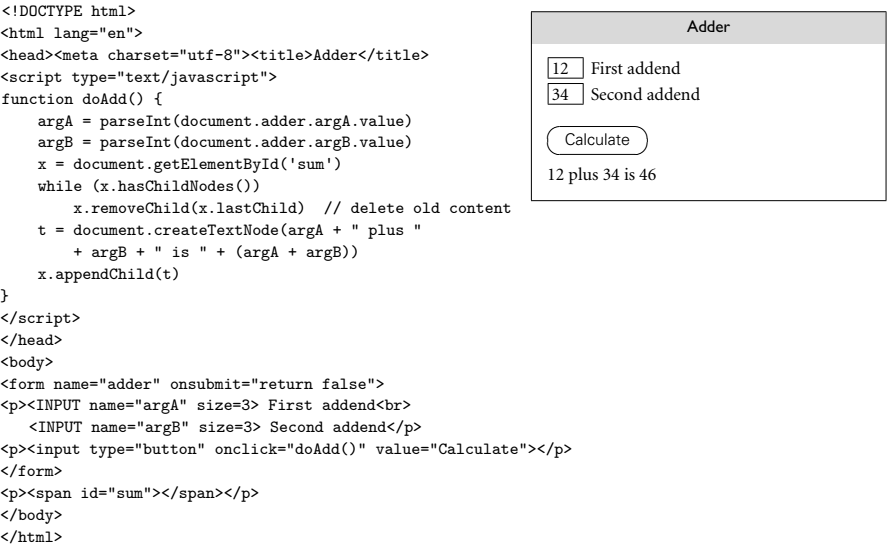 <!DOCTYPE html>
<html lang="en">
<head><meta charset="utf-8"><title>Adder</title>
<script type="text/javascript">
function doAdd() {
    argA = parseInt(document.adder.argA.value)
    argB = parseInt(document.adder.argB.value)
    x = document.getElementById('sum')
    while (x.hasChildNodes())
        x.removeChild(x.lastChild)  // delete old content
    t = document.createTextNode(argA + " plus "
        + argB + " is " + (argA + argB))
    x.appendChild(t)
}
</script>
</head>
<body>
<form name="adder" onsubmit="return false">
<p><INPUT name="argA" size=3> First addend<br>
   <INPUT name="argB" size=3> Second addend</p>
<p><input type="button" onclick="doAdd()" value="Calculate"></p>
</form>
<p><span id="sum"></span></p>
</body>
</html>
Adder
12 First addend
34 Second addend
Calculate
12 plus 34 is 46